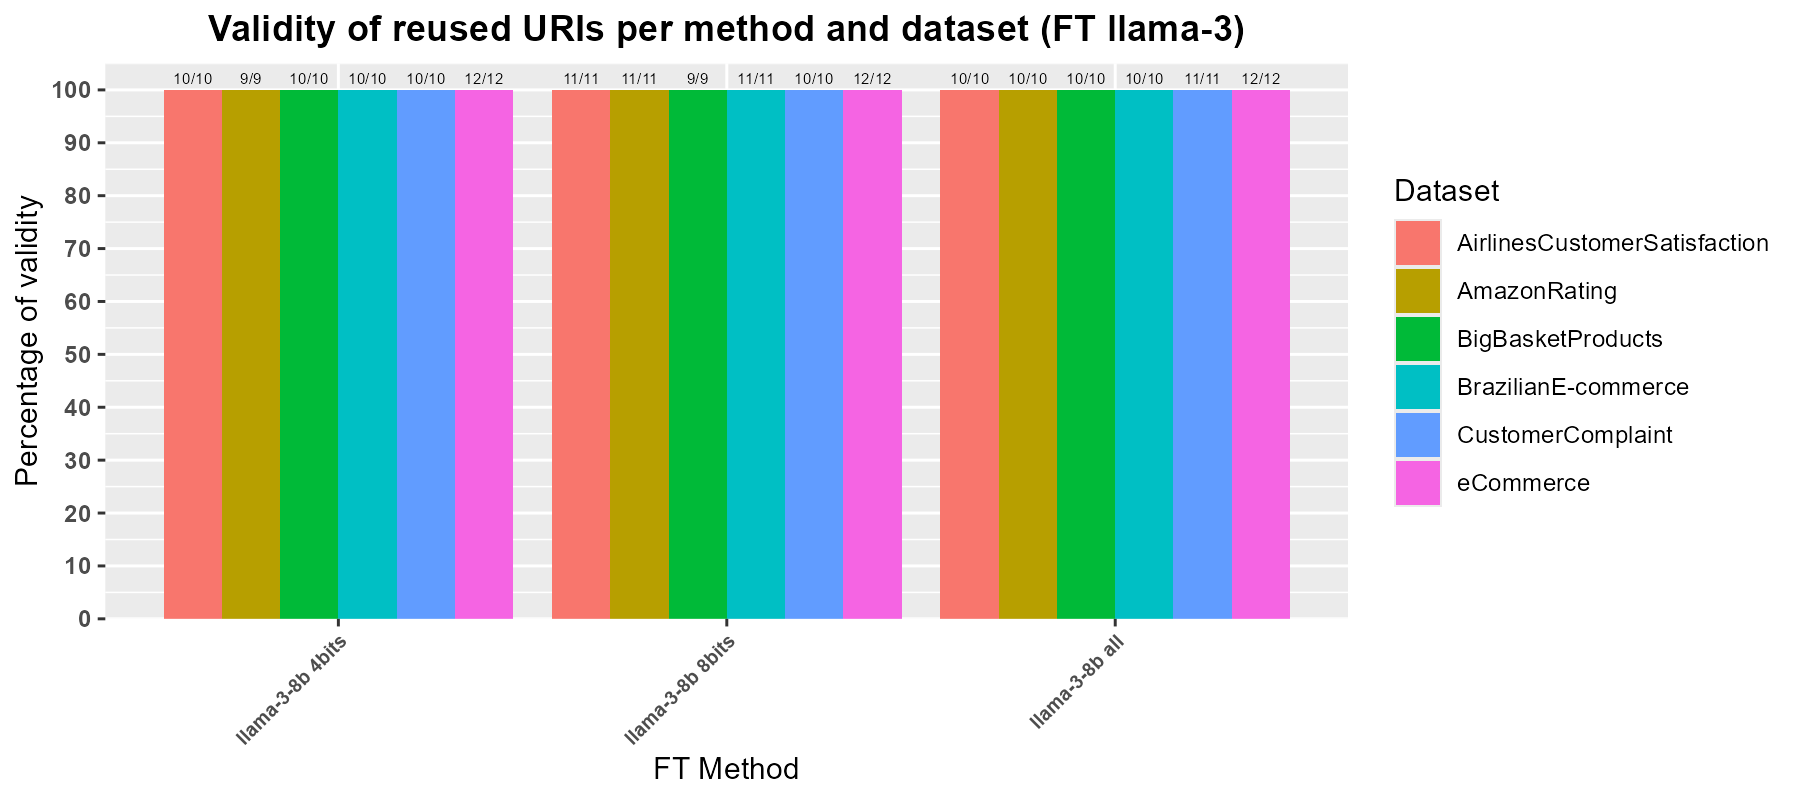 Validity of reused URIs per method and dataset (FT llama-3)
10/10 9/9 10/10 10/10 10/10 12/12 11/11 11/11 9/9 11/11 10/10 12/12 10/10 10/10 10/10 10/10 11/11 12/12
Percentage of validity
100
90
80
70
60
50
40
30
20
10
0
llama-3-8b 4bits
llama-3-8b 8bits
llama-3-8b all
FT Method
Dataset
AirlinesCustomerSatisfaction
AmazonRating
BigBasketProducts
BrazilianE-commerce
CustomerComplaint
eCommerce